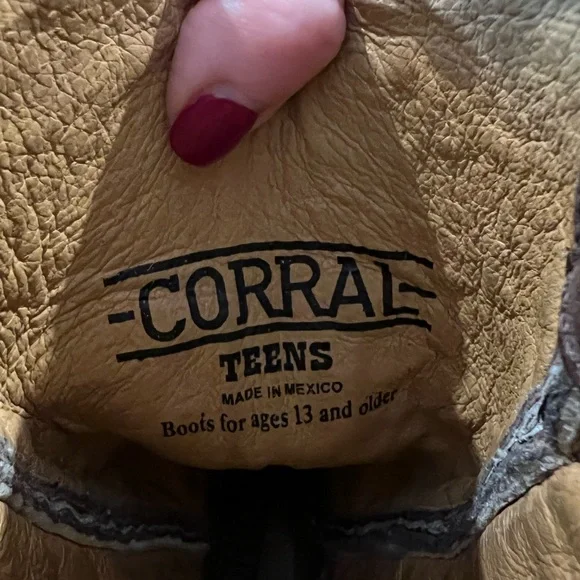 CORRAL
TEENS
MADE IN MEXICO
Boots for ages 13 and older